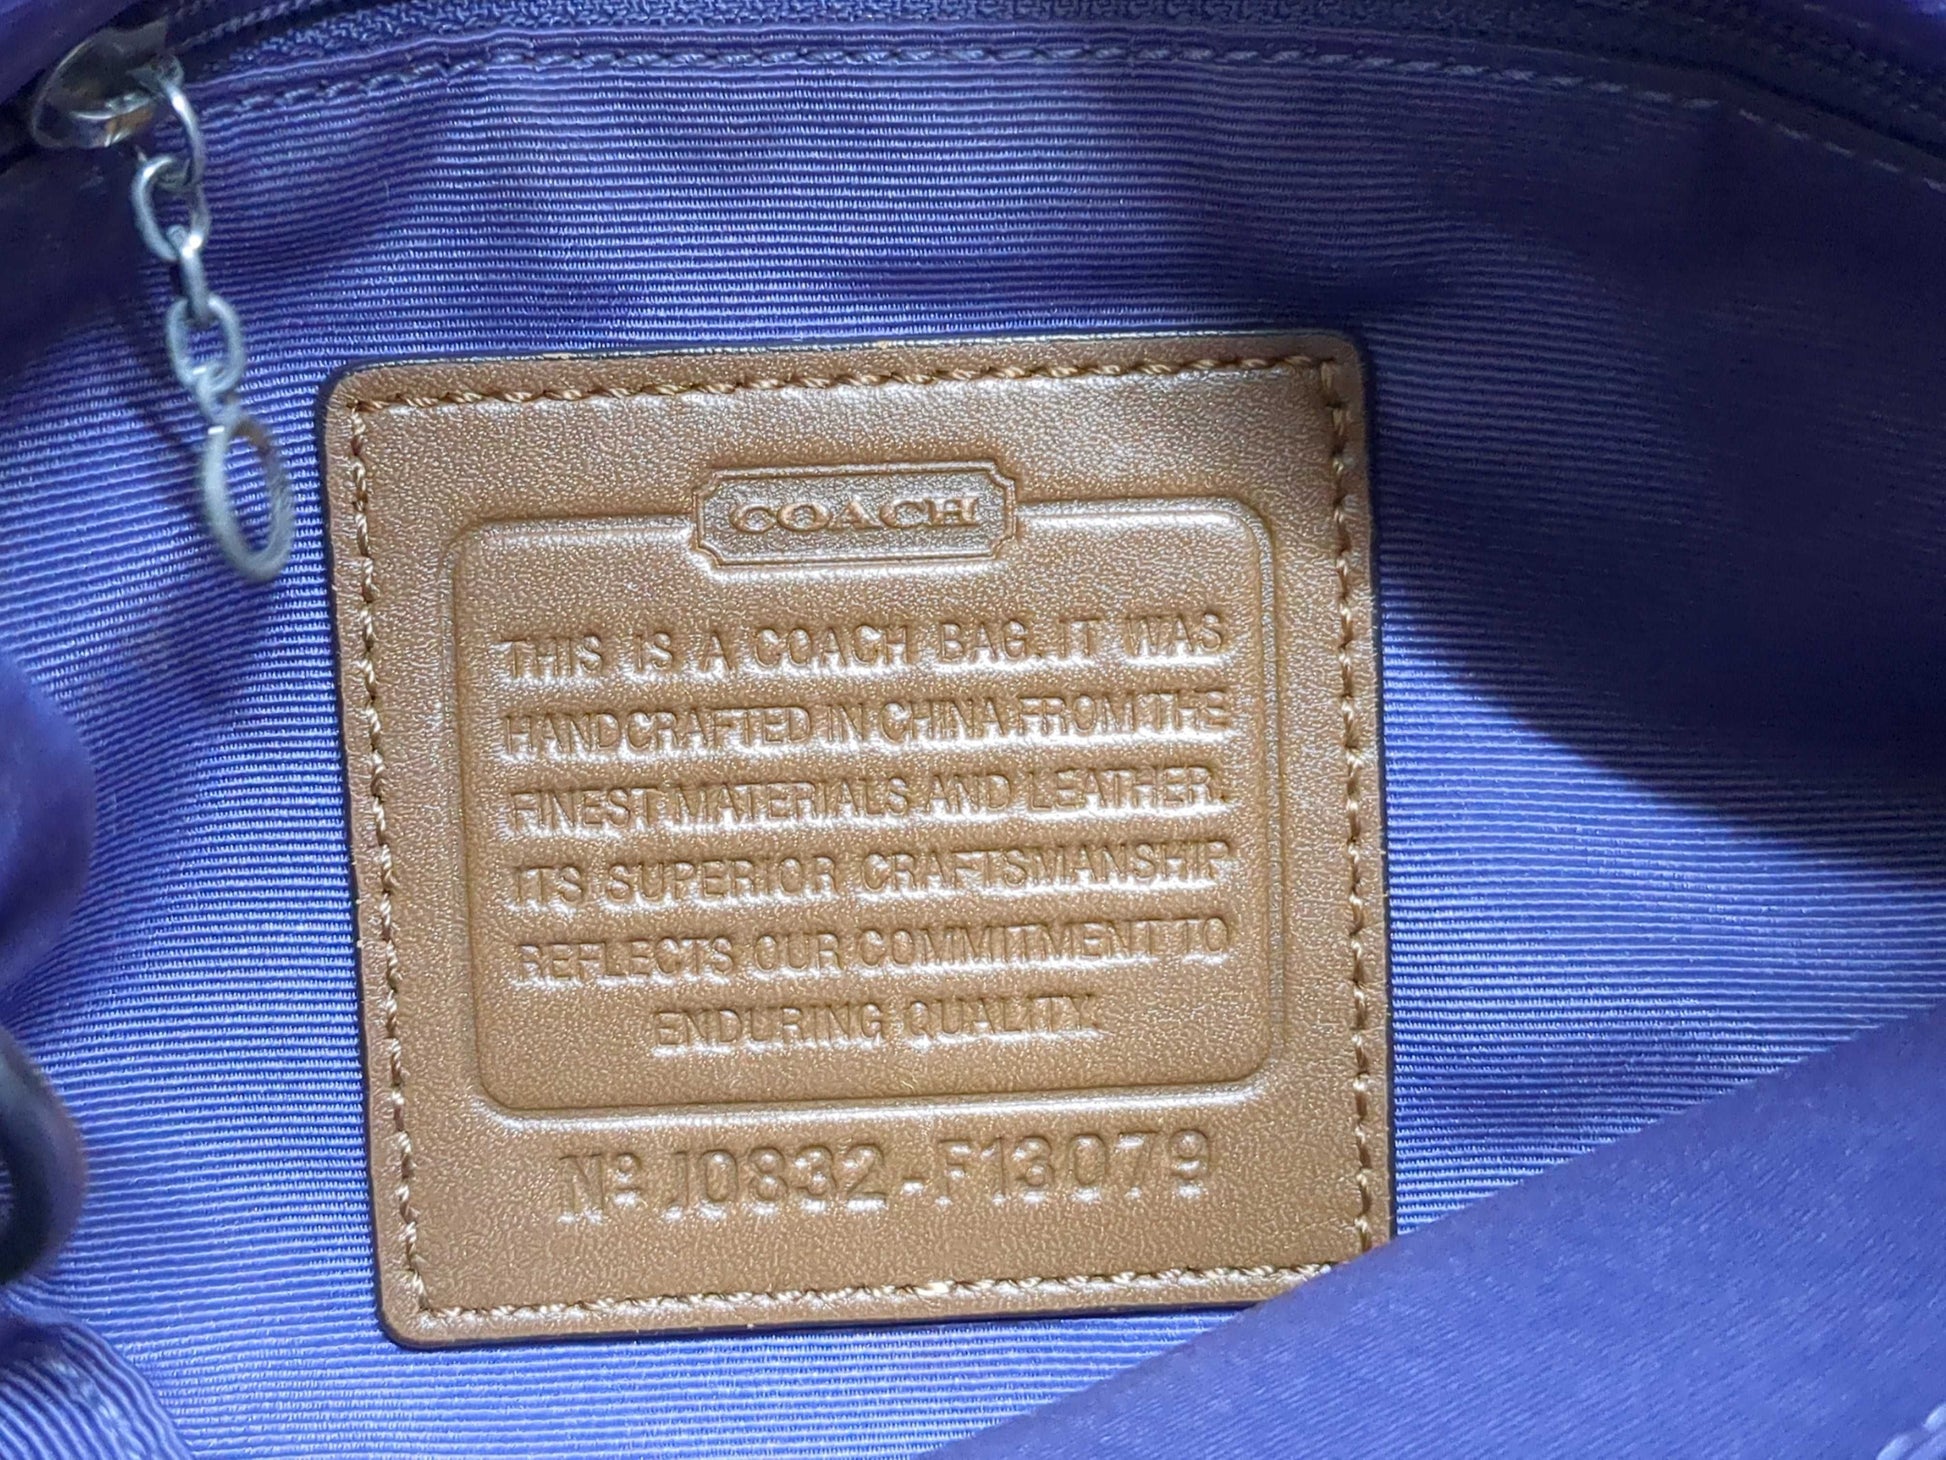 COACH
THIS IS A COACH BAG. IT WAS
HANDCRAFTED IN CHINA FROM THE
FINEST MATERIALS AND LEATHER.
ITS SUPERIOR CRAFTSMANSHIP
REFLECTS OUR COMMITMENT TO
ENDURING QUALITY.
Nº J0832-F13079